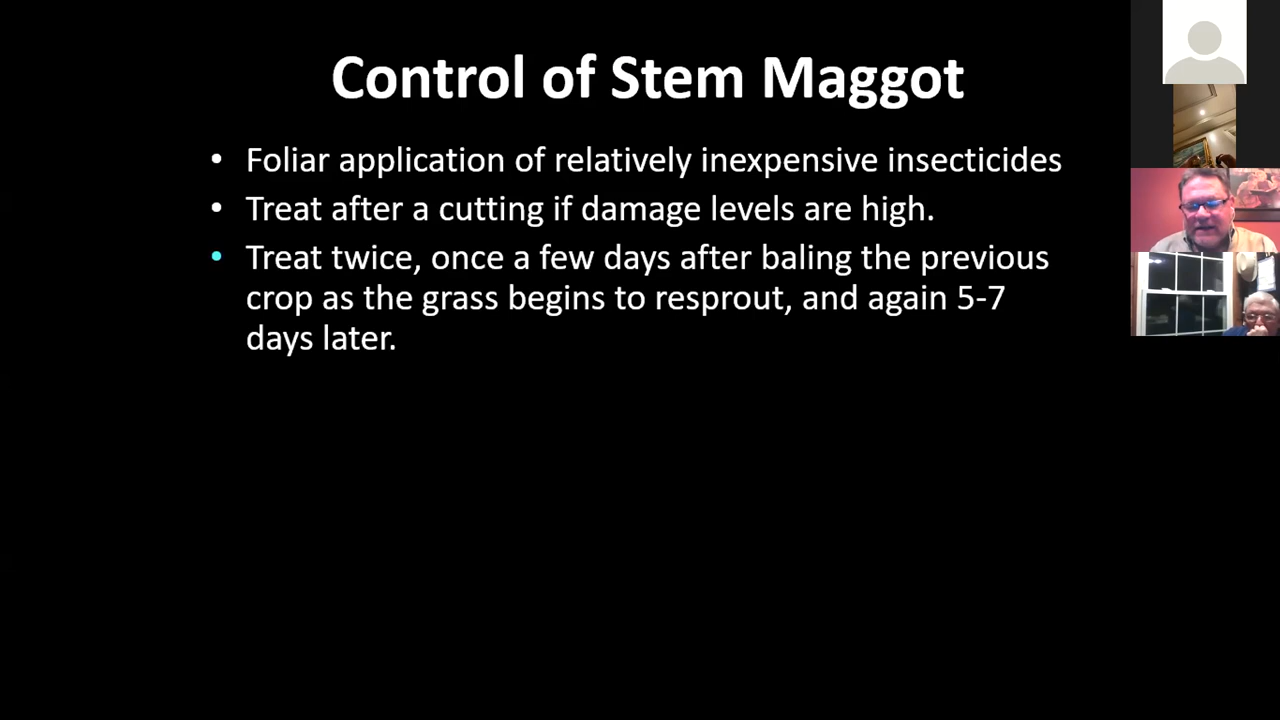 Control of Stem Maggot
• Foliar application of relatively inexpensive insecticides
• Treat after a cutting if damage levels are high.
• Treat twice, once a few days after baling the previous
crop as the grass begins to resprout, and again 5-7
days later.